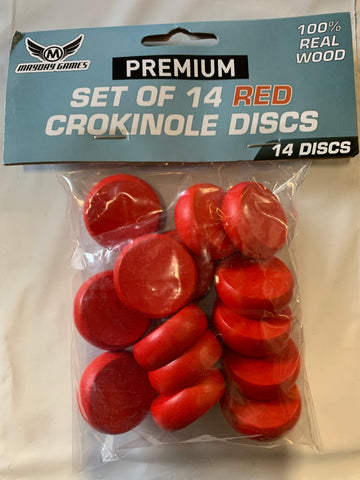 M
MAYDAY GAMES
100%
REAL
WOOD
PREMIUM
SET OF 14 RED
CROKINOLE DISCS
14 DISCS